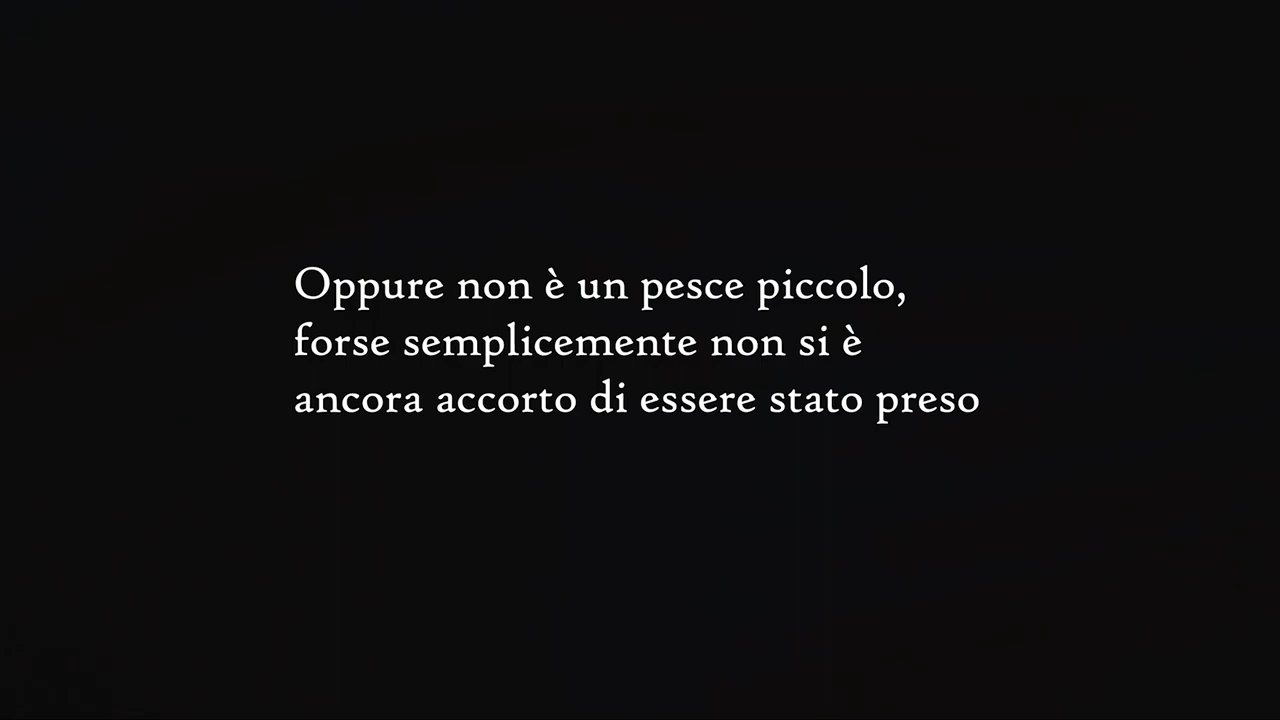 Oppure non è un pesce piccolo,
forse semplicemente non si è
ancora accorto di essere stato preso